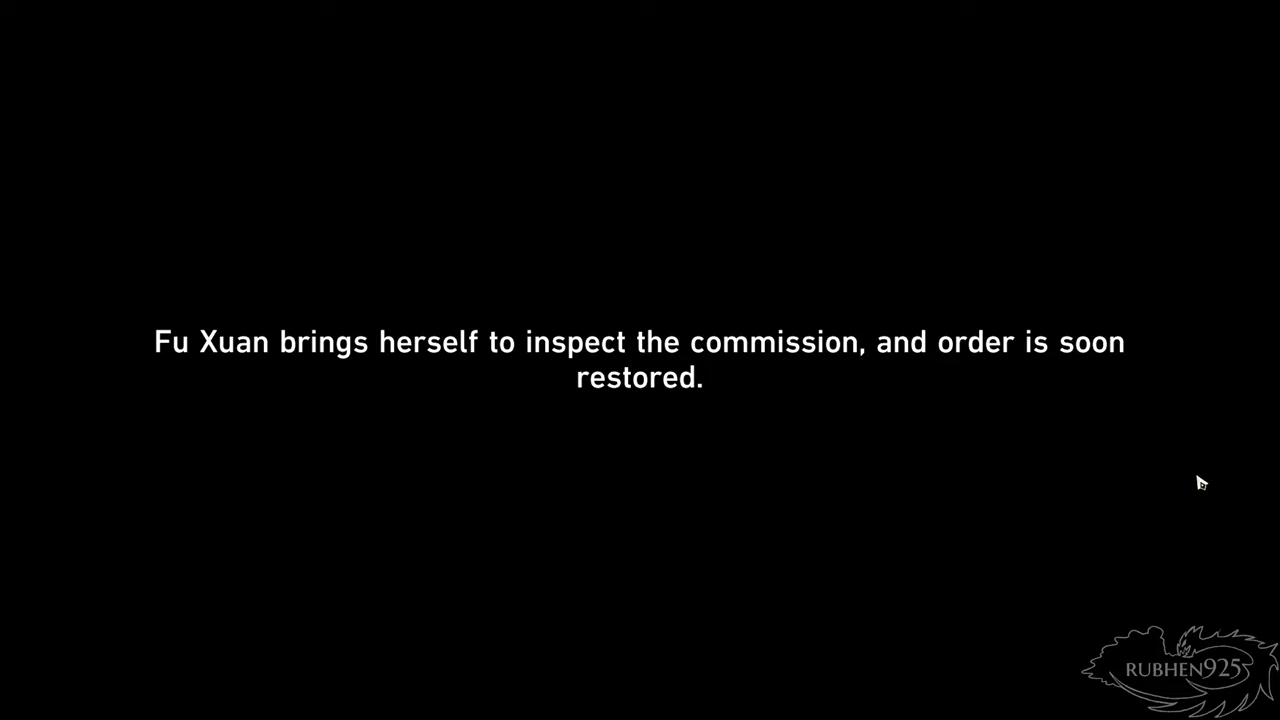 Fu Xuan brings herself to inspect the commission, and order is soon
restored.
RUBHEN925